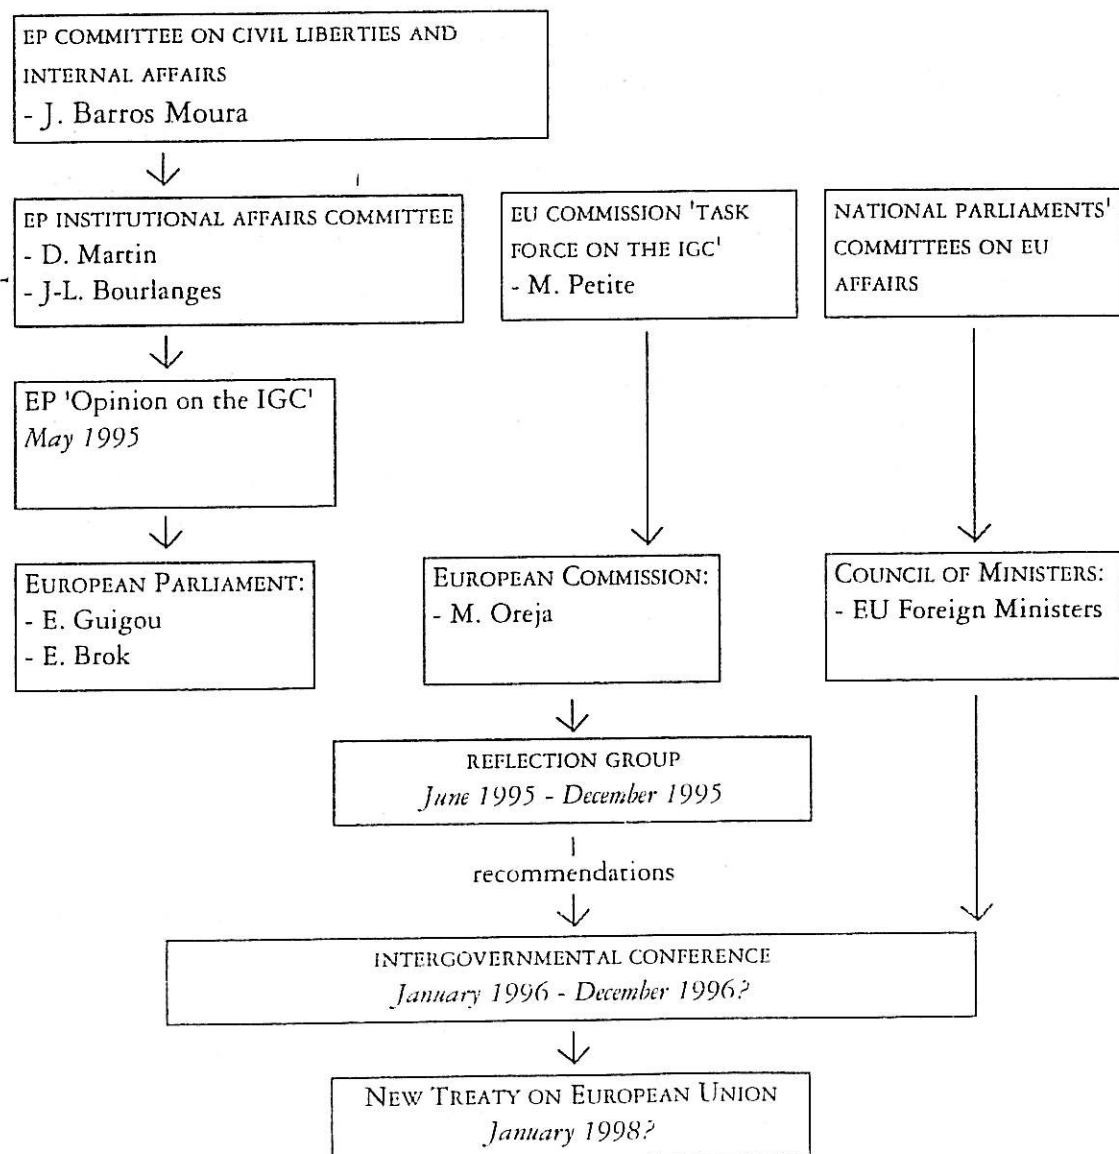 EP COMMITTEE ON CIVIL LIBERTIES AND
INTERNAL AFFAIRS
- J. Barros Moura
EP INSTITUTIONAL AFFAIRS COMMITTEE
- D. Martin
- J-L. Bourlanges
EU COMMISSION 'TASK
FORCE ON THE IGC'
- M. Petite
NATIONAL PARLIAMENTS'
COMMITTEES ON EU
AFFAIRS
EP 'Opinion on the IGC'
May 1995
EUROPEAN PARLIAMENT:
- E. Guigou
- E. Brok
EUROPEAN COMMISSION:
- M. Oreja
COUNCIL OF MINISTERS:
- EU Foreign Ministers
REFLECTION GROUP
June 1995 - December 1995
recommendations
INTERGOVERNMENTAL CONFERENCE
January 1996 - December 1996?
NEW TREATY ON EUROPEAN UNION
January 1998?